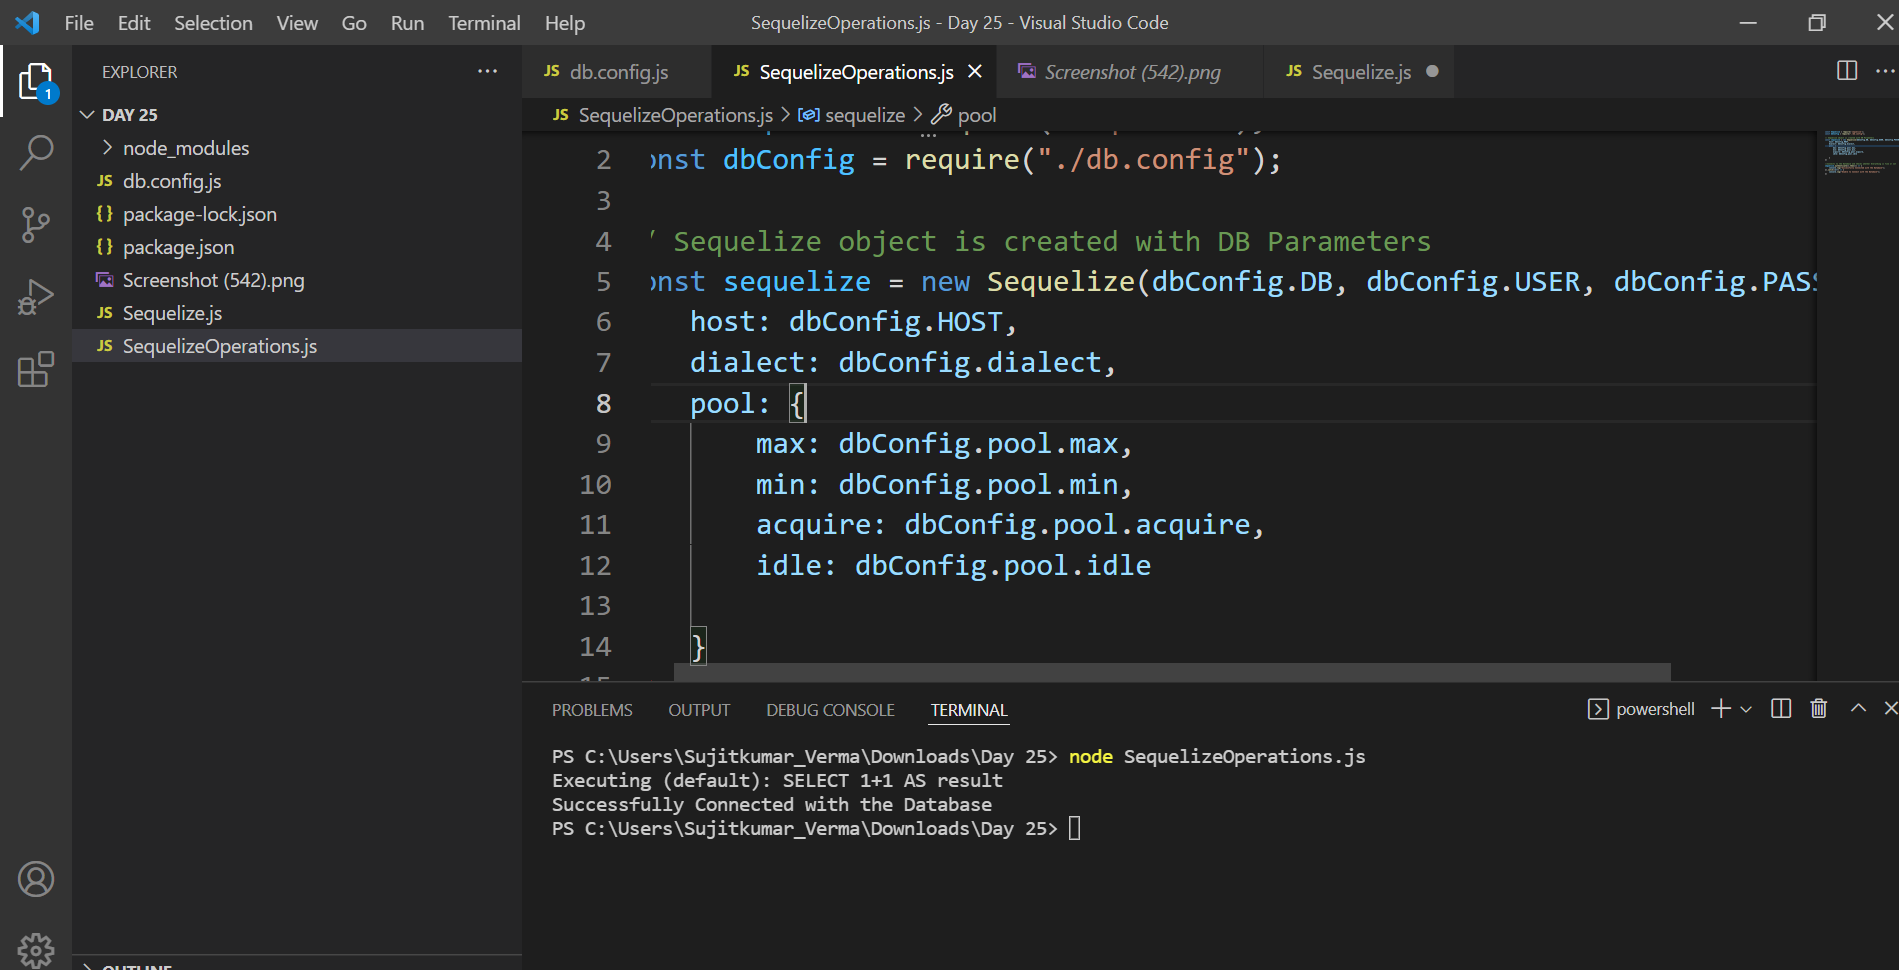 File Edit Selection View Go Run Terminal Help SequelizeOperations.js - Day 25 - Visual Studio Code
EXPLORER ...
1
DAY 25
node_modules
JS db.config.js
{} package-lock.json
{} package.json
Screenshot (542).png
JS Sequelize.js
JS SequelizeOperations.js
OUTLINE
JS db.config.js JS SequelizeOperations.js Screenshot (542).png JS Sequelize.js
JS SequelizeOperations.js > sequelize > pool
2 onst dbConfig = require("./db.config");
3
4 / Sequelize object is created with DB Parameters
5 onst sequelize = new Sequelize(dbConfig.DB, dbConfig.USER, dbConfig.PASS
6 host: dbConfig.HOST,
7 dialect: dbConfig.dialect,
8 pool: {
9 max: dbConfig.pool.max,
10 min: dbConfig.pool.min,
11 acquire: dbConfig.pool.acquire,
12 idle: dbConfig.pool.idle
13
14 }
15
PROBLEMS OUTPUT DEBUG CONSOLE TERMINAL powershell
PS C:\Users\Sujitkumar_Verma\Downloads\Day 25> node SequelizeOperations.js
Executing (default): SELECT 1+1 AS result
Successfully Connected with the Database
PS C:\Users\Sujitkumar_Verma\Downloads\Day 25>